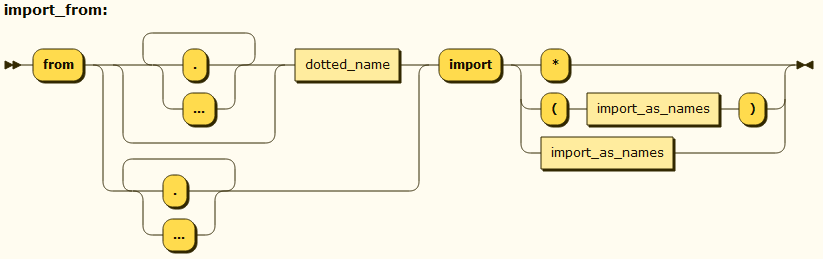 import_from:
from . dotted_name import *
... ( import_as_names )
import_as_names
.
...